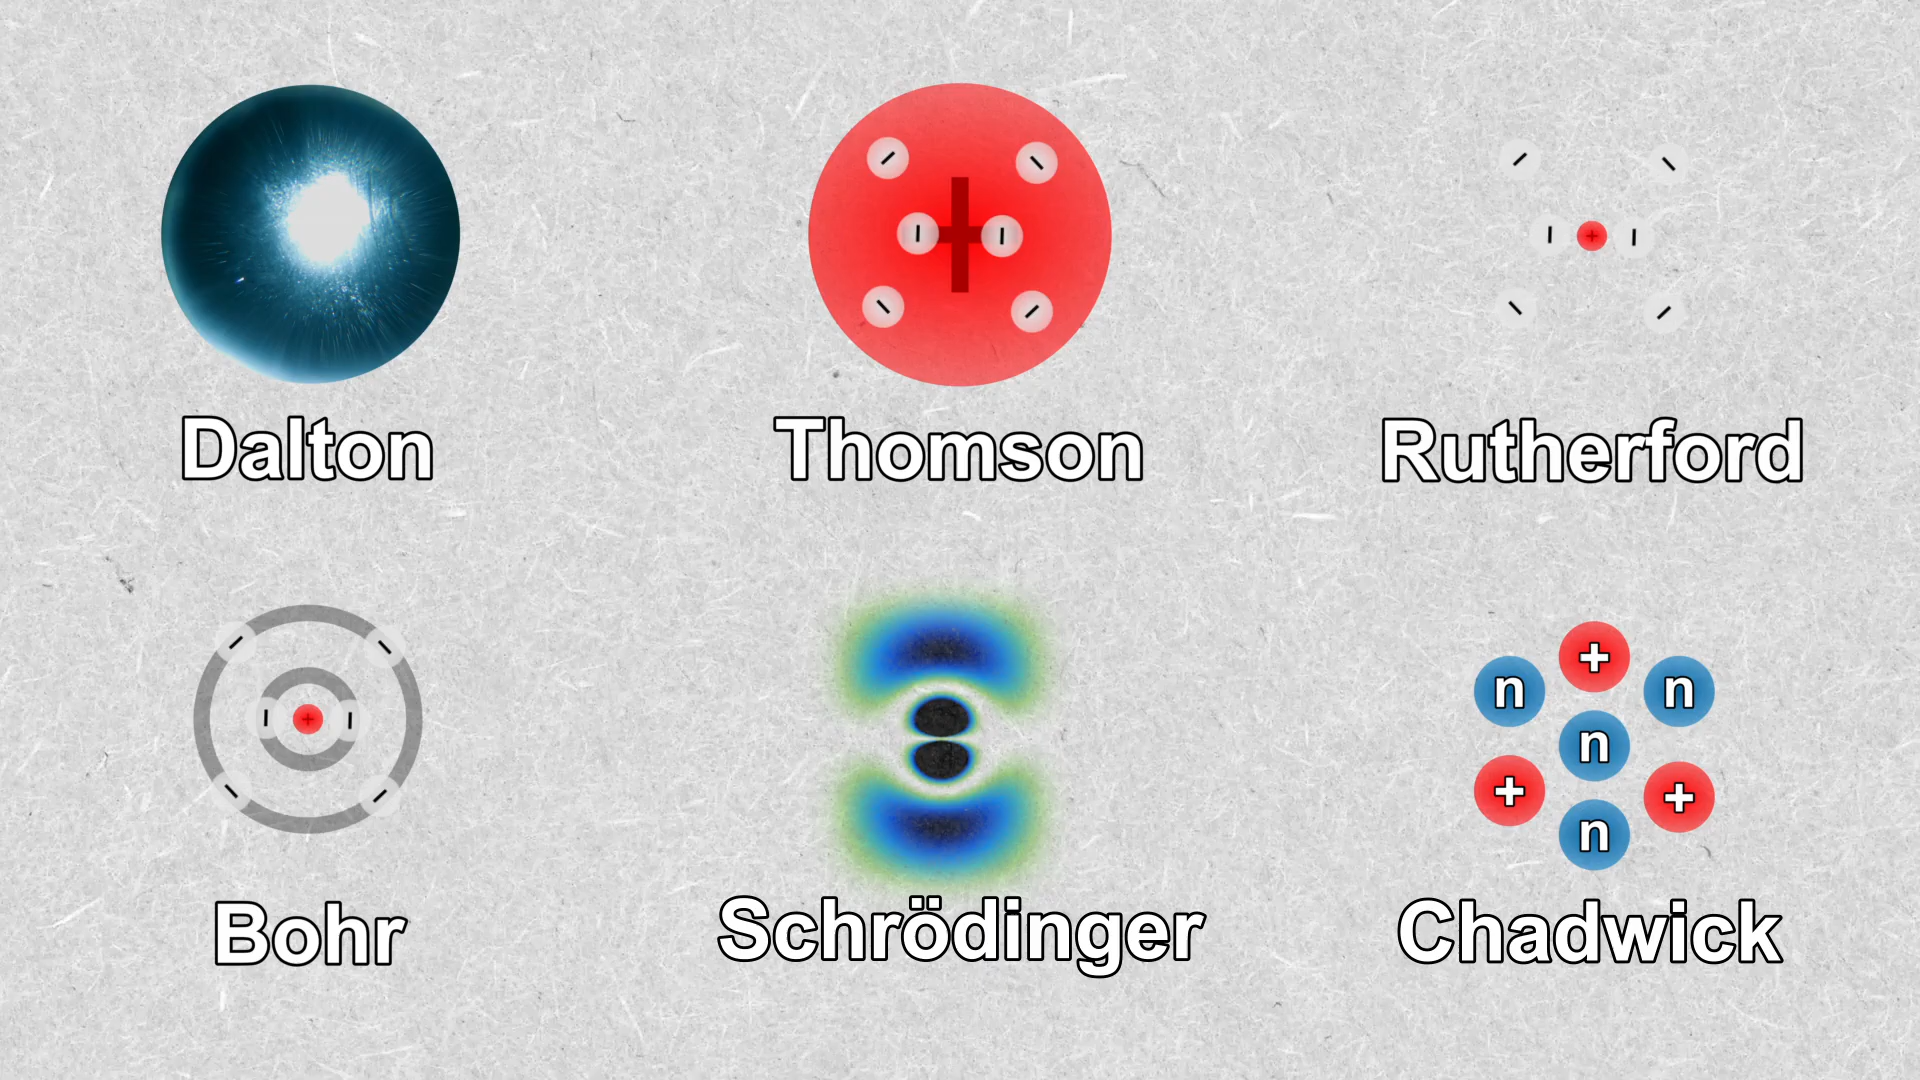 Dalton
Thomson
Rutherford
+
n
n
n
+
+
n
Bohr
Schrödinger
Chadwick